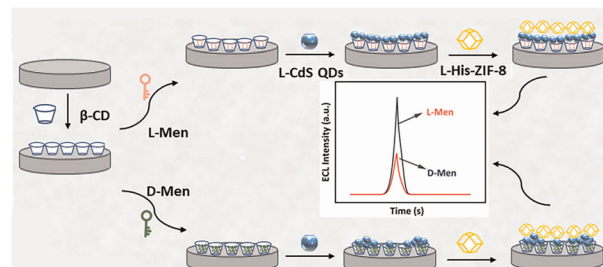 L-CdS QDs
L-His-ZIF-8
β-CD
L-Men
ECL Intensity (a.u.)
L-Men
D-Men
Time (s)
D-Men